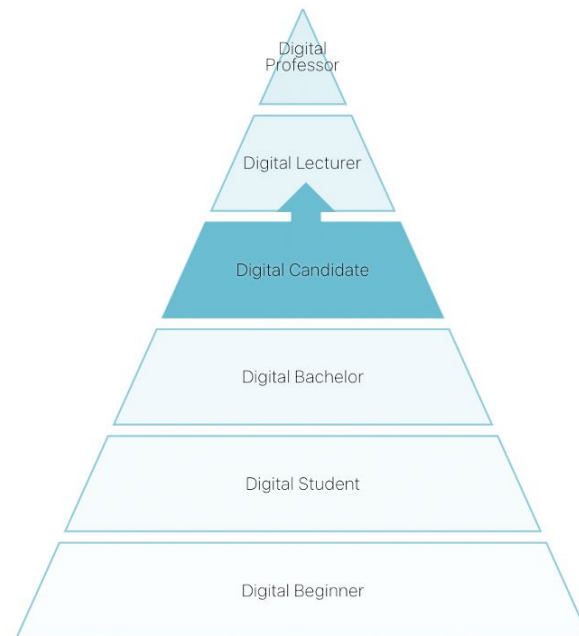 Digital
Professor
Digital Lecturer
Digital Candidate
Digital Bachelor
Digital Student
Digital Beginner